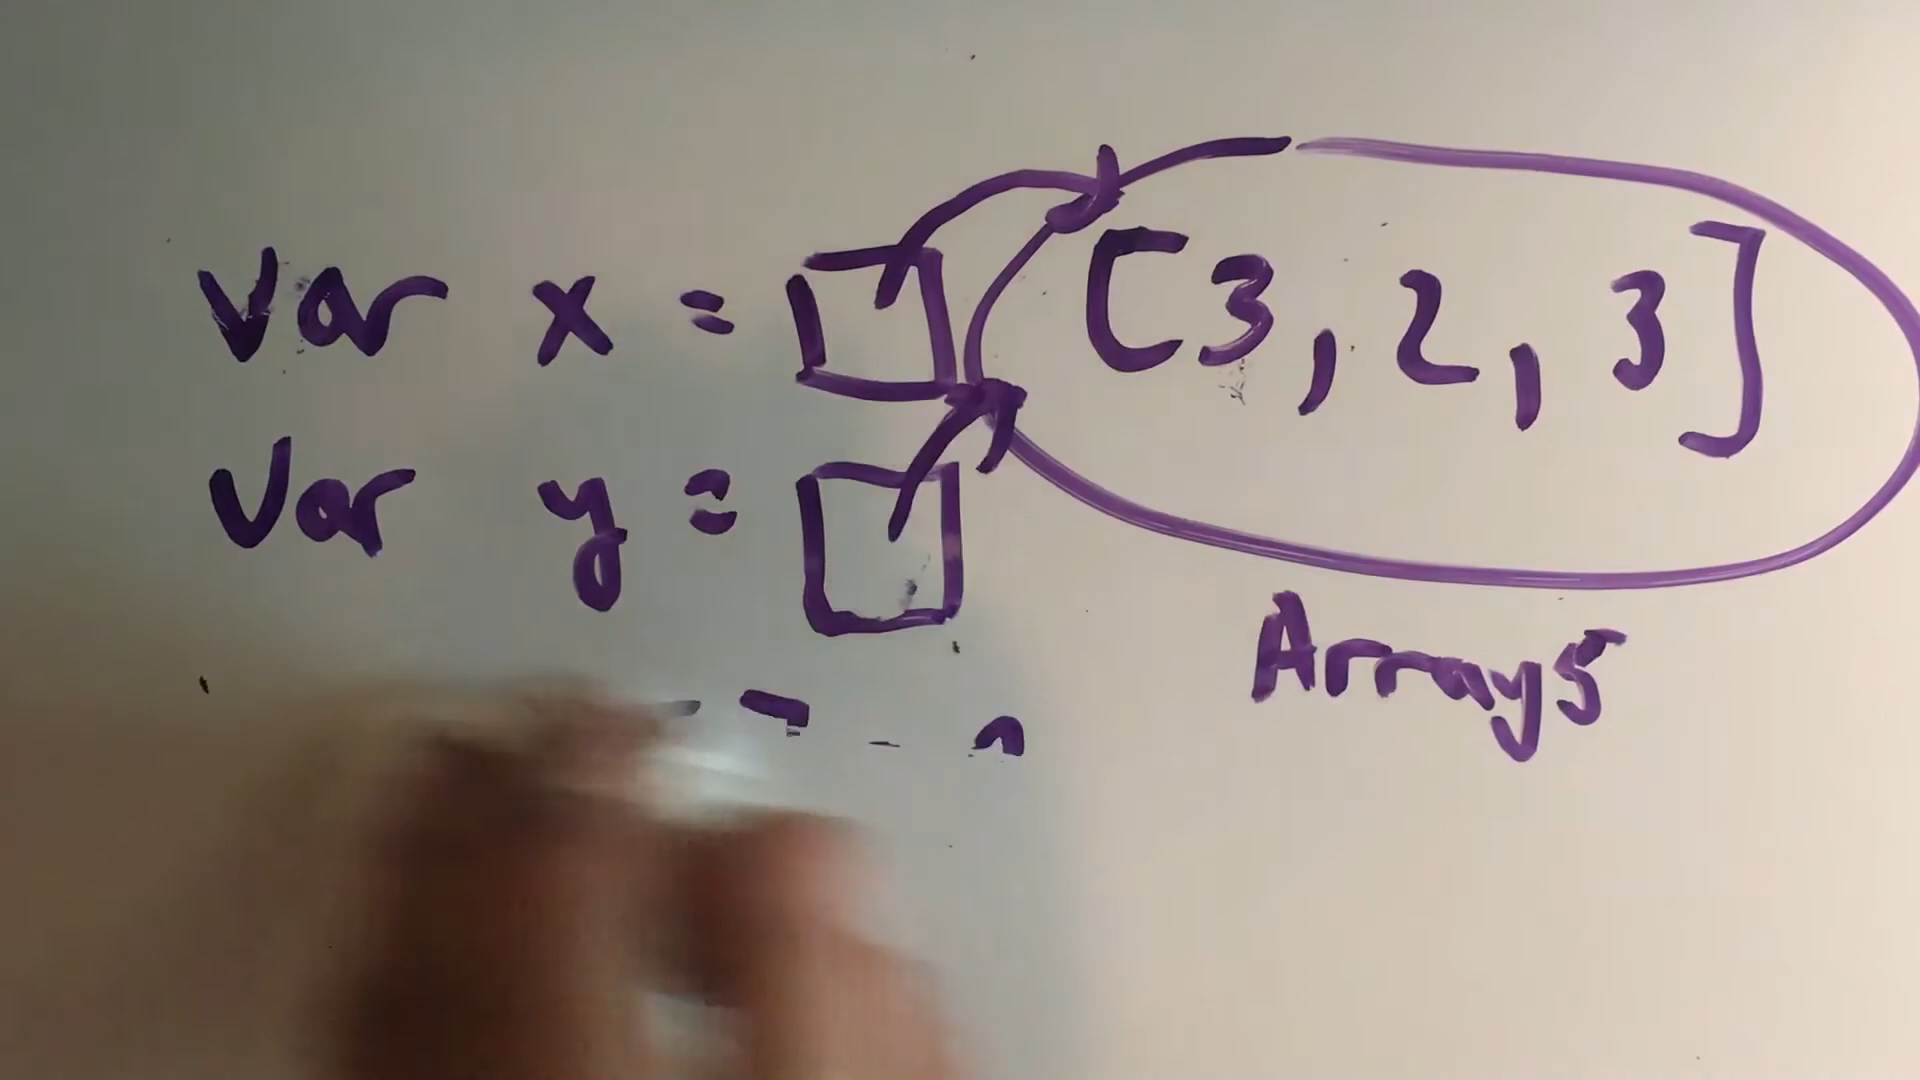 var x = [3, 2, 3]
Var y =
Arrays